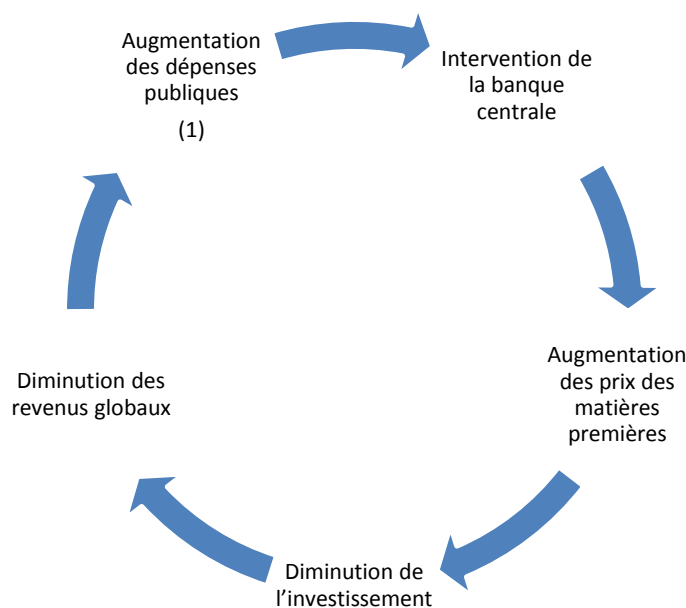 Augmentation
des dépenses
publiques
(1)
Intervention de
la banque
centrale
Augmentation
des prix des
matières
premières
Diminution de
l'investissement
Diminution des
revenus globaux